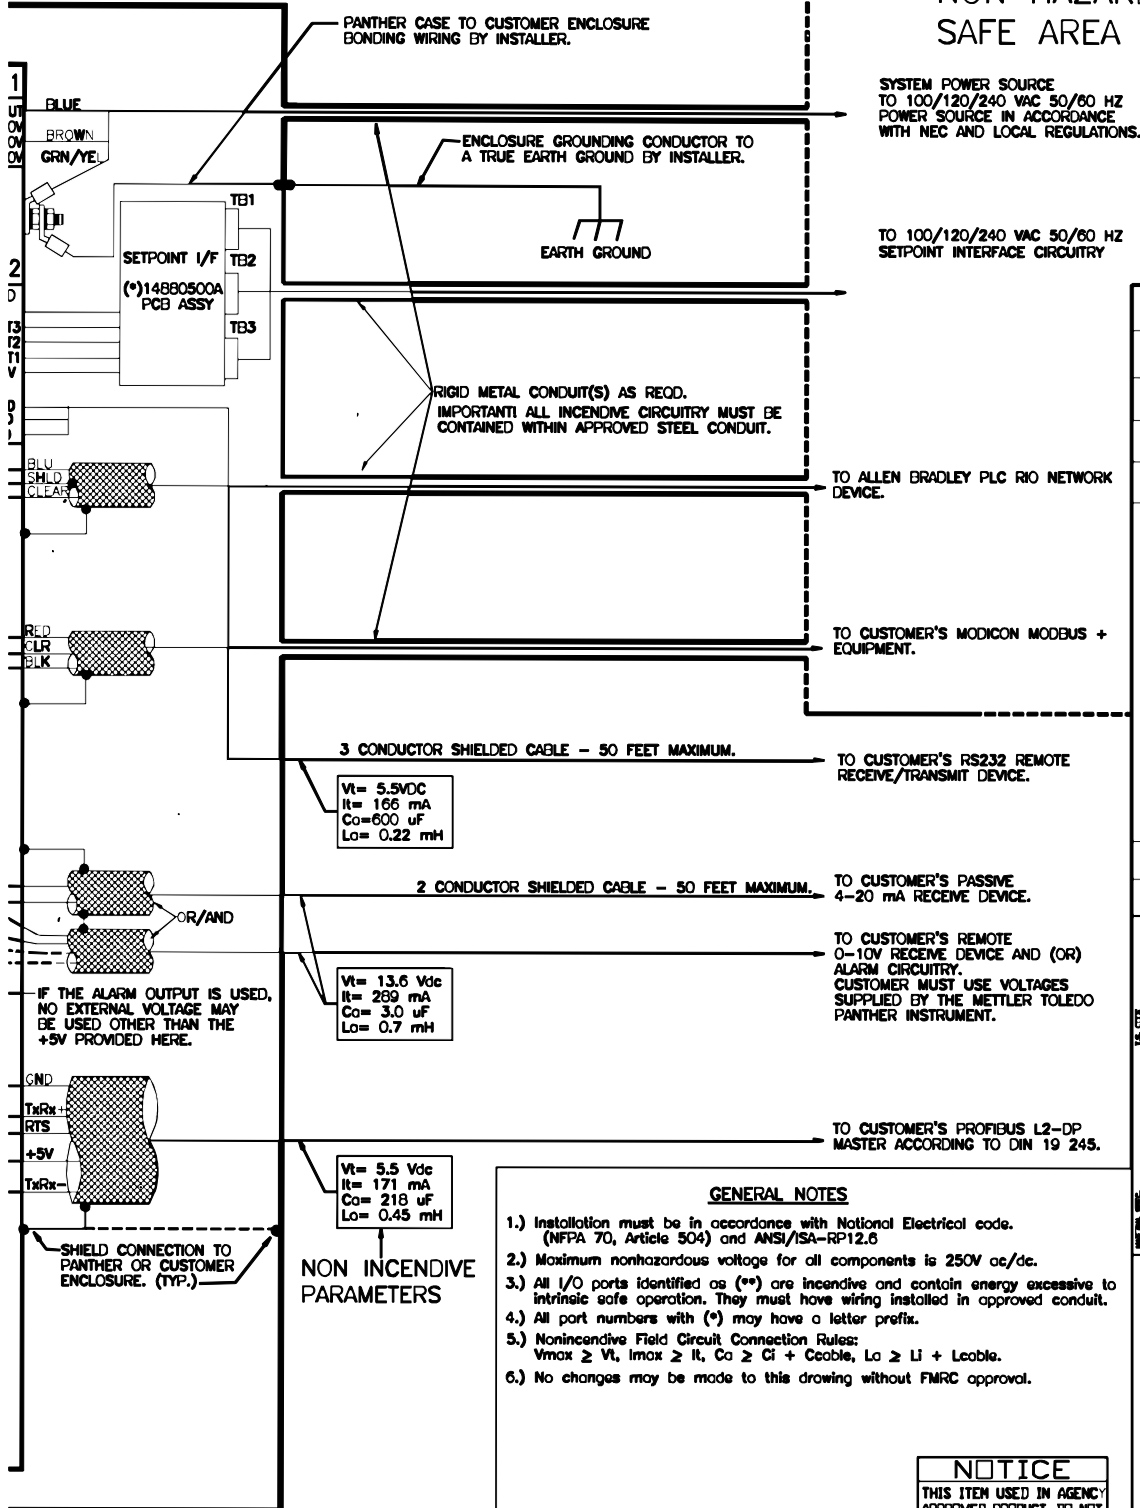 PANTHER CASE TO CUSTOMER ENCLOSURE
BONDING WIRING BY INSTALLER.
SAFE AREA
SYSTEM POWER SOURCE
TO 100/120/240 VAC 50/60 HZ
POWER SOURCE IN ACCORDANCE
WITH NEC AND LOCAL REGULATIONS.
1
BLUE
BROWN
GRN/YEL
ENCLOSURE GROUNDING CONDUCTOR TO
A TRUE EARTH GROUND BY INSTALLER.
EARTH GROUND
TO 100/120/240 VAC 50/60 HZ
SETPOINT INTERFACE CIRCUITRY
TB1
SETPOINT I/F
TB2
(*)14880500A
PCB ASSY
TB3
2
T3
T2
T1
V
RIGID METAL CONDUIT(S) AS REQD.
IMPORTANT! ALL INCENDIVE CIRCUITRY MUST BE
CONTAINED WITHIN APPROVED STEEL CONDUIT.
BLU
SHLD
CLEAR
TO ALLEN BRADLEY PLC RIO NETWORK
DEVICE.
RED
CLR
BLK
TO CUSTOMER'S MODICON MODBUS +
EQUIPMENT.
3 CONDUCTOR SHIELDED CABLE - 50 FEET MAXIMUM.
TO CUSTOMER'S RS232 REMOTE
RECEIVE/TRANSMIT DEVICE.
Vt= 5.5VDC
It= 166 mA
Ca=600 uF
La= 0.22 mH
2 CONDUCTOR SHIELDED CABLE - 50 FEET MAXIMUM.
TO CUSTOMER'S PASSIVE
4-20 mA RECEIVE DEVICE.
OR/AND
TO CUSTOMER'S REMOTE
0-10V RECEIVE DEVICE AND (OR)
ALARM CIRCUITRY.
CUSTOMER MUST USE VOLTAGES
SUPPLIED BY THE METTLER TOLEDO
PANTHER INSTRUMENT.
Vt= 13.6 Vdc
It= 289 mA
Ca= 3.0 uF
La= 0.7 mH
IF THE ALARM OUTPUT IS USED,
NO EXTERNAL VOLTAGE MAY
BE USED OTHER THAN THE
+5V PROVIDED HERE.
GND
TxRx+
RTS
+5V
TxRx-
TO CUSTOMER'S PROFIBUS L2-DP
MASTER ACCORDING TO DIN 19 245.
Vt= 5.5 Vdc
It= 171 mA
Ca= 218 uF
La= 0.45 mH
SHIELD CONNECTION TO
PANTHER OR CUSTOMER
ENCLOSURE. (TYP.)
NON INCENDIVE
PARAMETERS
GENERAL NOTES
1.) Installation must be in accordance with National Electrical code.
(NFPA 70, Article 504) and ANSI/ISA-RP12.6
2.) Maximum nonhazardous voltage for all components is 250V ac/dc.
3.) All I/O ports identified as (**) are incendive and contain energy excessive to
intrinsic safe operation. They must have wiring installed in approved conduit.
4.) All part numbers with (*) may have a letter prefix.
5.) Nonincendive Field Circuit Connection Rules:
Vmax ≥ Vt, Imax ≥ It, Ca ≥ Ci + Ccable, La ≥ Li + Lcable.
6.) No changes may be made to this drawing without FMRC approval.
NOTICE
THIS ITEM USED IN AGENCY